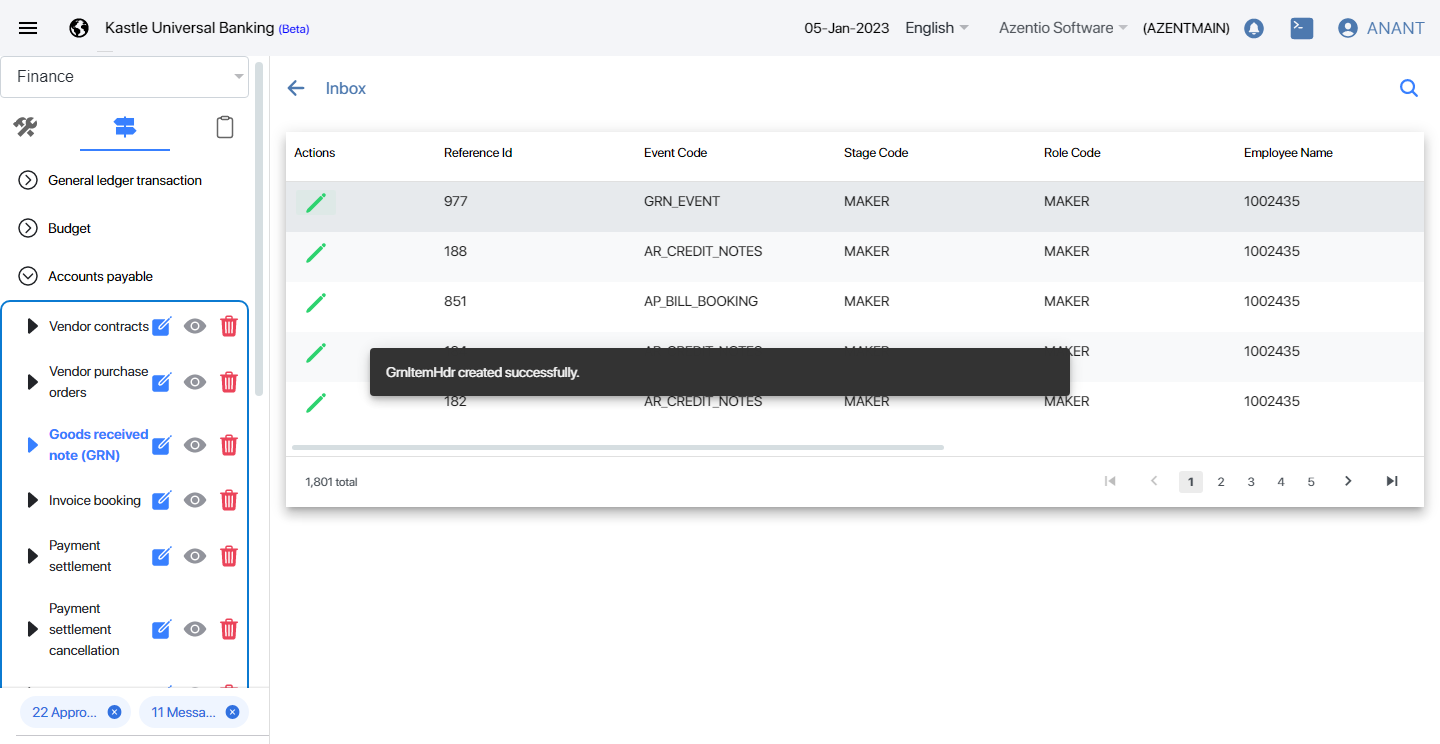 Kastle Universal Banking (Beta)
05-Jan-2023
English
Azentio Software
(AZENTMAIN)
ANANT
Finance
General ledger transaction
Budget
Accounts payable
Vendor contracts
Vendor purchase
orders
Goods received
note (GRN)
Invoice booking
Payment
settlement
Payment
settlement
cancellation
22 Appro...
11 Messa...
Inbox
Actions Reference Id Event Code Stage Code Role Code Employee Name
977 GRN_EVENT MAKER MAKER 1002435
188 AR_CREDIT_NOTES MAKER MAKER 1002435
851 AP_BILL_BOOKING MAKER MAKER 1002435
AR_CREDIT_NOTES MAKER MAKER 1002435
GrnItemHdr created successfully.
182 AR_CREDIT_NOTES MAKER MAKER 1002435
1,801 total
1 2 3 4 5